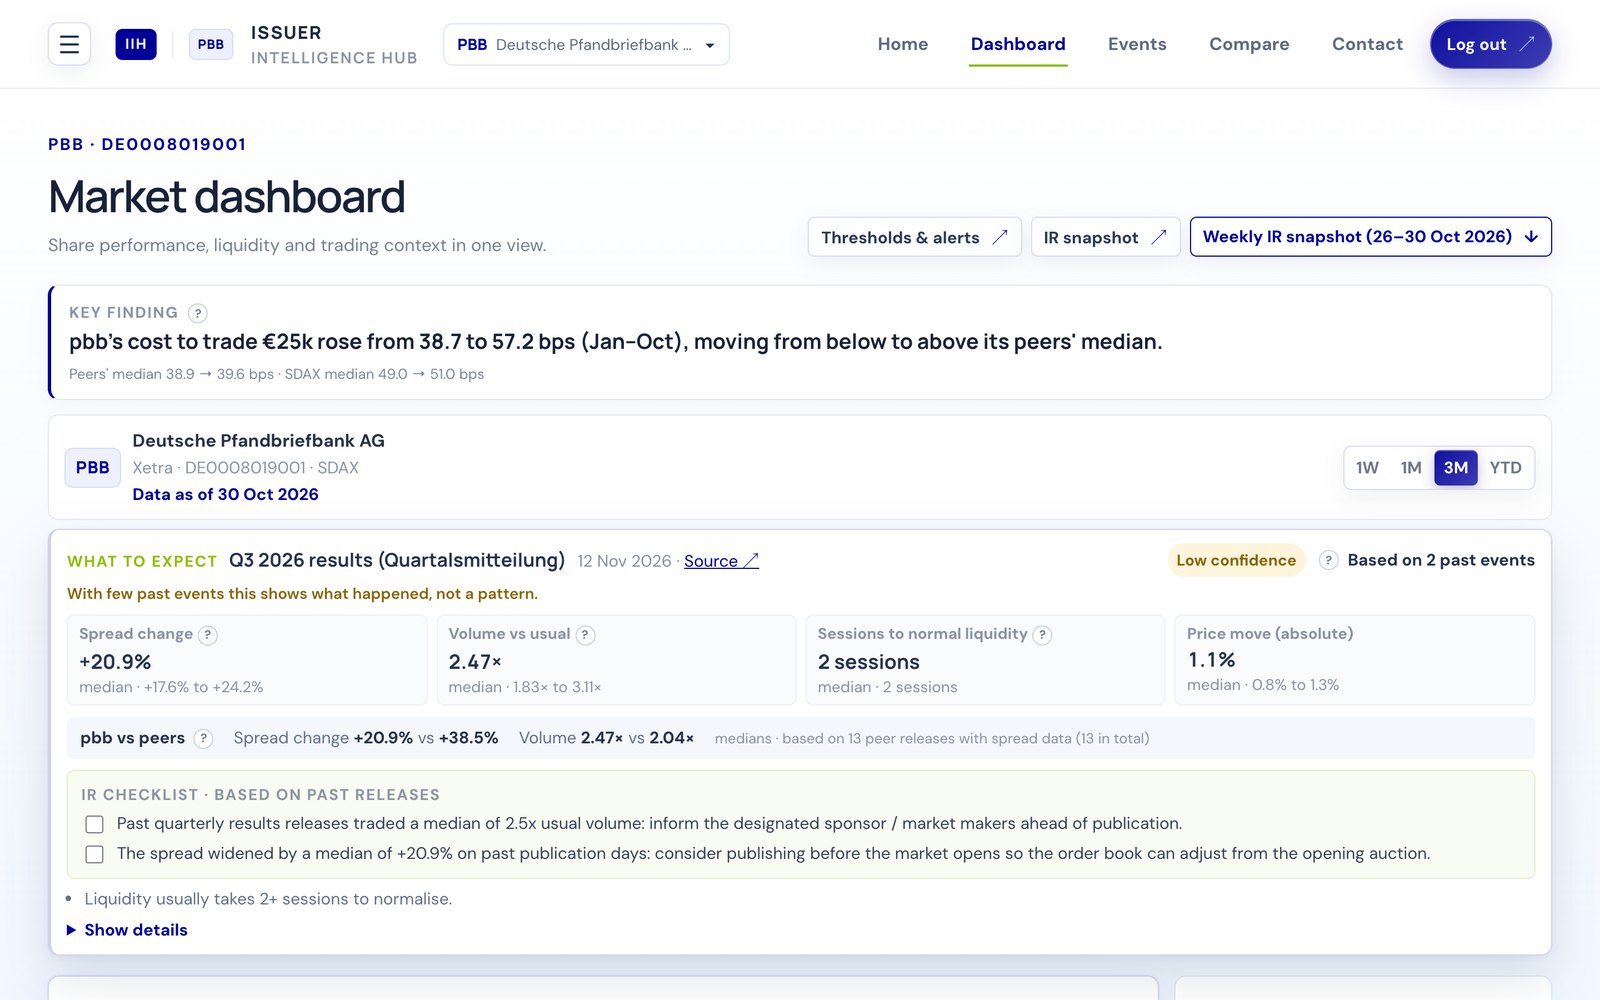 IIH
PBB
ISSUER
INTELLIGENCE HUB
PBB Deutsche Pfandbriefbank ...
Home
Dashboard
Events
Compare
Contact
Log out
PBB · DE0008019001
Market dashboard
Share performance, liquidity and trading context in one view.
Thresholds & alerts
IR snapshot
Weekly IR snapshot (26–30 Oct 2026) ↓
KEY FINDING ?
pbb's cost to trade €25k rose from 38.7 to 57.2 bps (Jan–Oct), moving from below to above its peers' median.
Peers' median 38.9 → 39.6 bps · SDAX median 49.0 → 51.0 bps
PBB
Deutsche Pfandbriefbank AG
Xetra · DE0008019001 · SDAX
Data as of 30 Oct 2026
1W 1M 3M YTD
WHAT TO EXPECT Q3 2026 results (Quartalsmitteilung) 12 Nov 2026 · Source
Low confidence ? Based on 2 past events
With few past events this shows what happened, not a pattern.
Spread change ?
+20.9%
median · +17.6% to +24.2%
Volume vs usual ?
2.47×
median · 1.83× to 3.11×
Sessions to normal liquidity ?
2 sessions
median · 2 sessions
Price move (absolute)
1.1%
median · 0.8% to 1.3%
pbb vs peers ? Spread change +20.9% vs +38.5% Volume 2.47× vs 2.04× medians · based on 13 peer releases with spread data (13 in total)
IR CHECKLIST · BASED ON PAST RELEASES
Past quarterly results releases traded a median of 2.5x usual volume: inform the designated sponsor / market makers ahead of publication.
The spread widened by a median of +20.9% on past publication days: consider publishing before the market opens so the order book can adjust from the opening auction.
• Liquidity usually takes 2+ sessions to normalise.
Show details